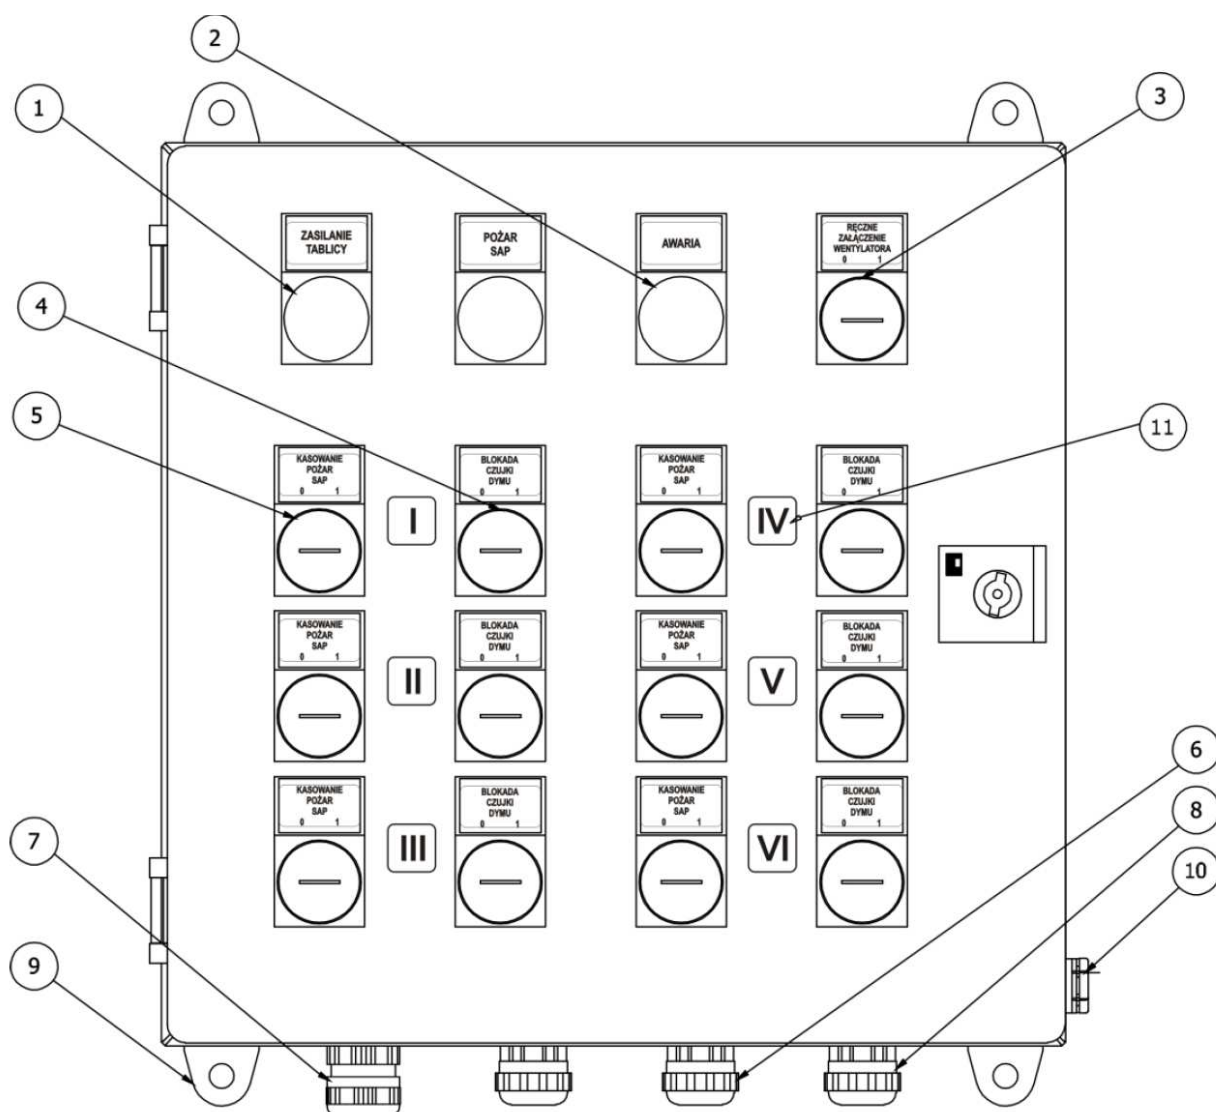 2
1
3
ZASILANIE
TABLICY
POŻAR
SAP
AWARIA
RĘCZNE
ZAŁĄCZENIE
WENTYLATORA
0 1
4
5
11
KASOWANIE
POŻAR
SAP
0 1
I
BLOKADA
CZUJKI
DYMU
0 1
KASOWANIE
POŻAR
SAP
0 1
IV
BLOKADA
CZUJKI
DYMU
0 1
KASOWANIE
POŻAR
SAP
0 1
II
BLOKADA
CZUJKI
DYMU
0 1
KASOWANIE
POŻAR
SAP
0 1
V
BLOKADA
CZUJKI
DYMU
0 1
6
KASOWANIE
POŻAR
SAP
0 1
III
BLOKADA
CZUJKI
DYMU
0 1
KASOWANIE
POŻAR
SAP
0 1
VI
BLOKADA
CZUJKI
DYMU
0 1
8
7
10
9